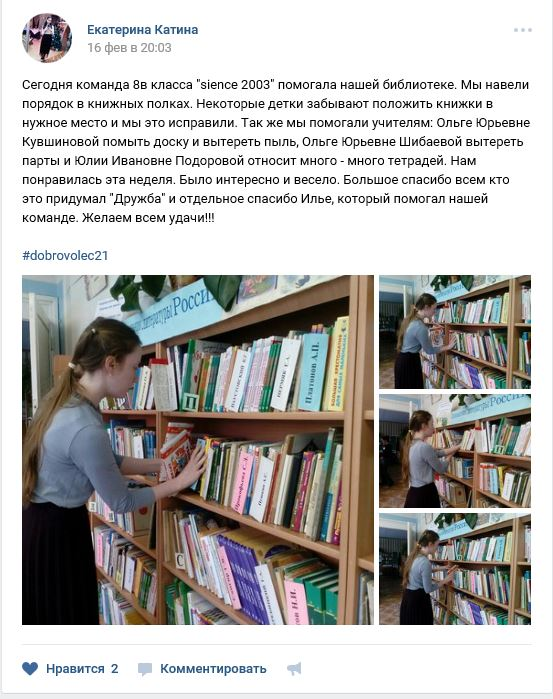 Екатерина Катина
16 фев в 20:03
Сегодня команда 8в класса "sience 2003" помогала нашей библиотеке. Мы навели
порядок в книжных полках. Некоторые детки забывают положить книжки в
нужное место и мы это исправили. Так же мы помогали учителям: Ольге Юрьевне
Кувшиновой помыть доску и вытереть пыль, Ольге Юрьевне Шибаевой вытереть
парты и Юлии Ивановне Подоровой относит много - много тетрадей. Нам
понравилась эта неделя. Было интересно и весело. Большое спасибо всем кто
это придумал "Дружба" и отдельное спасибо Илье, который помогал нашей
команде. Желаем всем удачи!!!
#dobrovolec21
литературы России
Платонов А.П.
Нравится 2
Комментировать